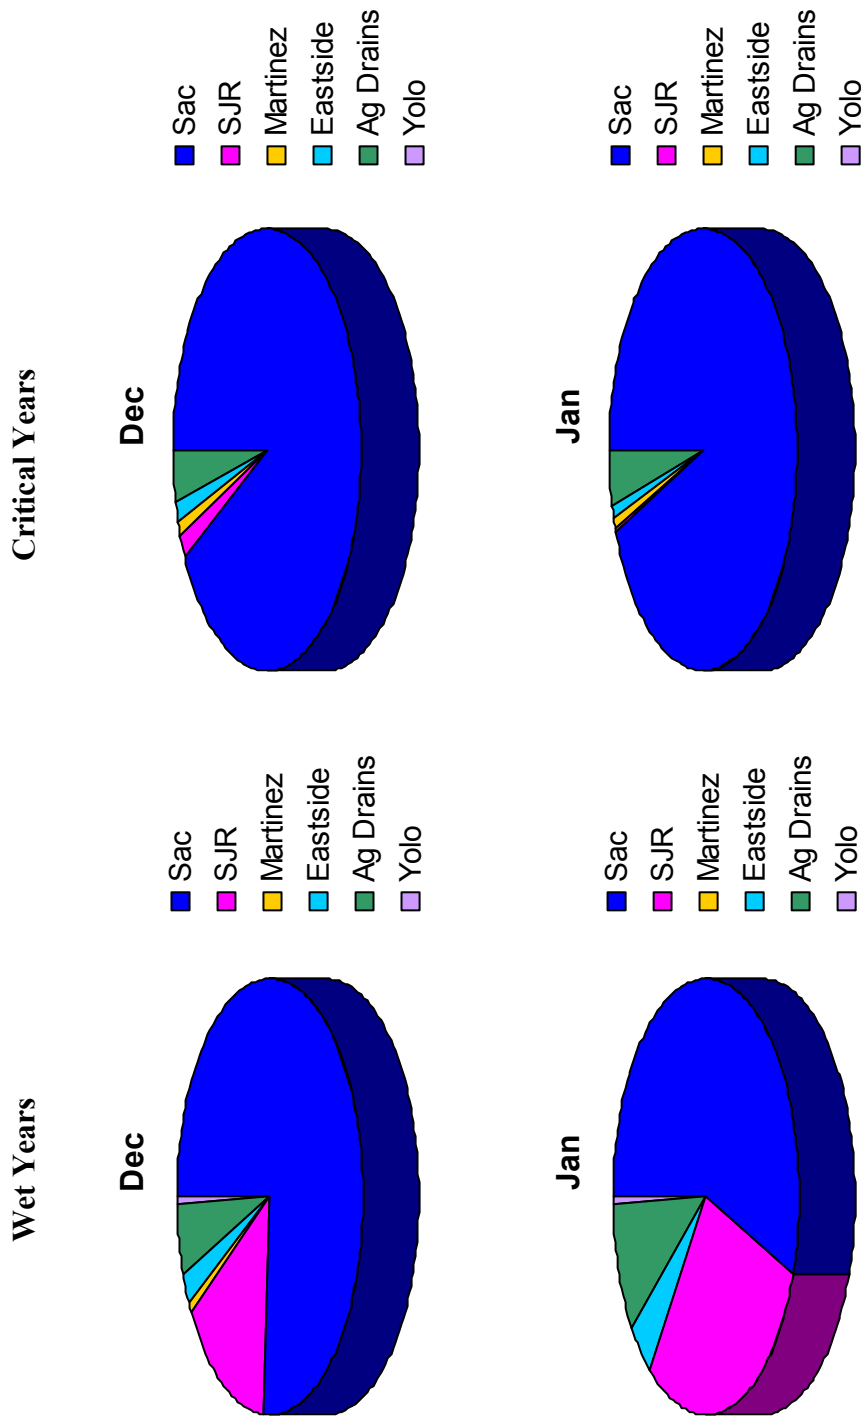 Wet Years
Critical Years
Dec
Sac
SJR
Martinez
Eastside
Ag Drains
Yolo
Dec
Sac
SJR
Martinez
Eastside
Ag Drains
Yolo
Jan
Sac
SJR
Martinez
Eastside
Ag Drains
Yolo
Jan
Sac
SJR
Martinez
Eastside
Ag Drains
Yolo